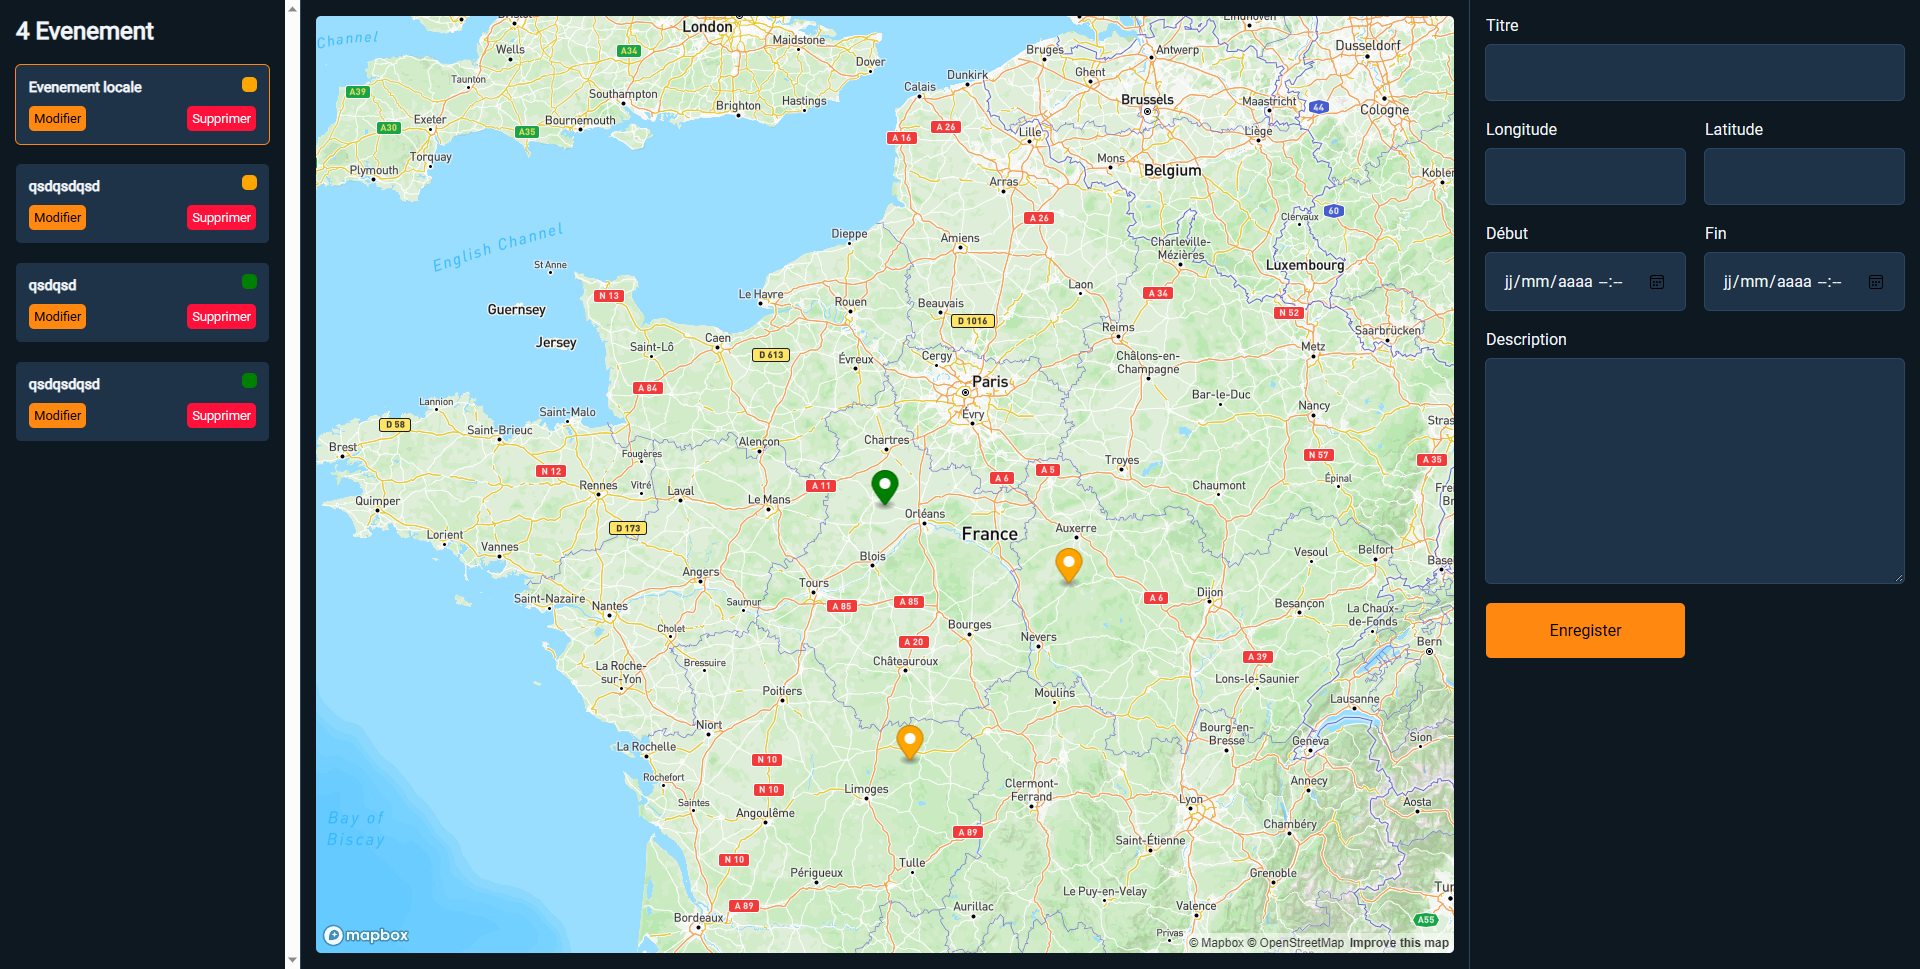 4 Evenement
Evenement locale
Modifier
Supprimer
qsdqsdqsd
Modifier
Supprimer
qsdqsd
Modifier
Supprimer
qsdqsdqsd
Modifier
Supprimer
Channel
London
Wells
A34
Maidstone
Bruges
Antwerp
Dusseldorf
Dover
Taunton
Dunkirk
Ghent
A39
Southampton
Calais
Brussels
Maastricht
44
Cologne
Hastings
Brighton
Exeter
A30
A35
Bournemouth
A 16
A 26
Lille
Liège
Torquay
Plymouth
Mons
Belgium
Arras
A 26
Clervaux
60
English Channel
Dieppe
Amiens
Charleville-
Mézières
St Anne
Luxembourg
Laon
A 34
N 13
Le Havre
Rouen
Beauvais
Guernsey
D 1016
N 52
Reims
Saarbrücken
Jersey
Saint-Lô
Caen
D 613
Évreux
Cergy
Châlons-en-
Champagne
Metz
Paris
A 84
Bar-le-Duc
Nancy
Lannion
Saint-Malo
Évry
D 58
Saint-Brieuc
Alençon
Chartres
Brest
Fougères
N 12
Troyes
N 57
A 35
A 5
A 6
Rennes
Vitré
Laval
Le Mans
A 11
Chaumont
Épinal
Quimper
Orléans
D 173
France
Auxerre
Lorient
Vannes
Blois
Vesoul
Belfort
Angers
Tours
Saint-Nazaire
Nantes
Saumur
A 85
A 85
A 6
Dijon
Besançon
La Chaux-
de-Fonds
Cholet
Bourges
Nevers
A 20
Bern
La Roche-
sur-Yon
Bressuire
Châteauroux
A 39
Lons-le-Saunier
Poitiers
Moulins
Lausanne
Niort
Bourg-en-
Bresse
La Rochelle
Geneva
Sion
N 10
Rochefort
N 10
Limoges
Clermont-
Ferrand
Annecy
Saintes
Angoulême
Lyon
Aosta
Bay of
Biscay
A 89
Chambéry
Saint-Étienne
N 10
Périgueux
Tulle
Grenoble
Le Puy-en-Velay
A 89
Aurillac
Valence
Bordeaux
A55
Privas
mapbox
© Mapbox © OpenStreetMap Improve this map
Titre
Longitude
Latitude
Début
Fin
jj/mm/aaaa --:--
jj/mm/aaaa --:--
Description
Enregister